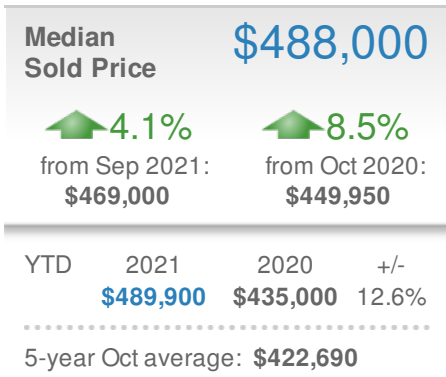 Median $488,000
Sold Price
4.1% 8.5%
from Sep 2021: from Oct 2020:
$469,000 $449,950
YTD 2021 2020 +/-
$489,900 $435,000 12.6%
5-year Oct average: $422,690